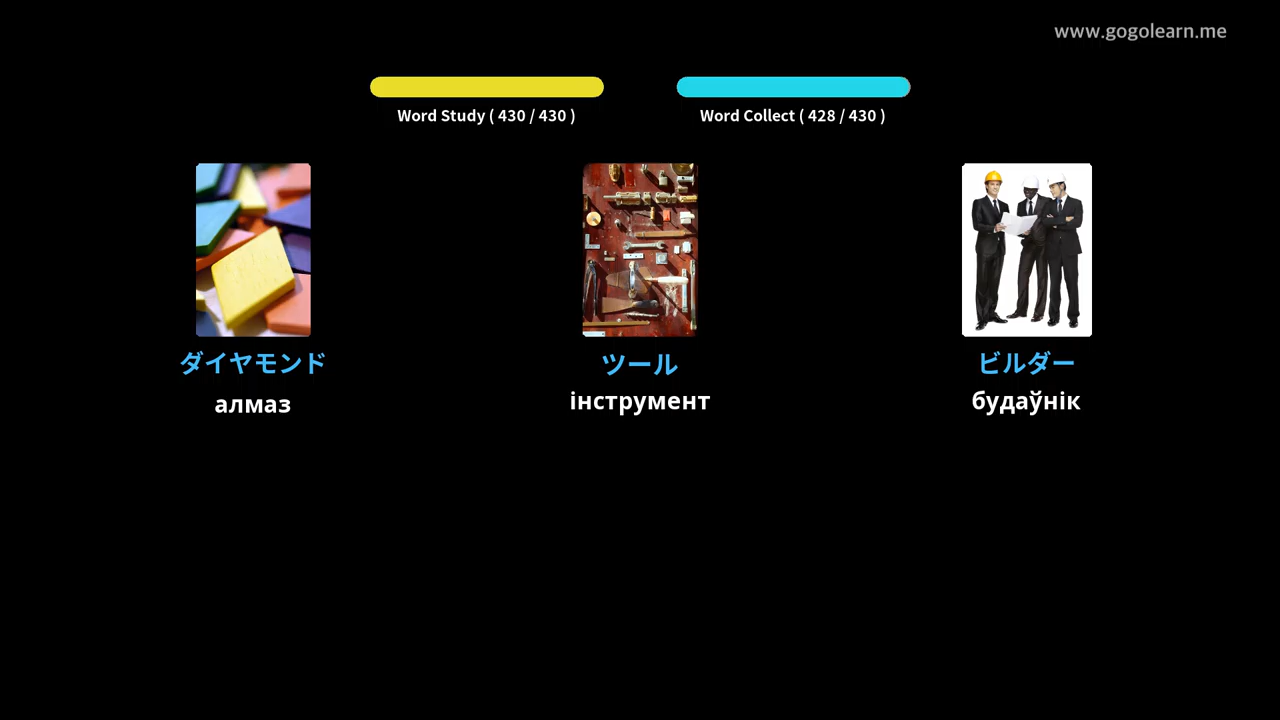 www.gogolearn.me
Word Study ( 430 / 430 )
Word Collect ( 428 / 430 )
ダイヤモンド
ツール
ビルダー
алмаз
інструмент
будаўнік